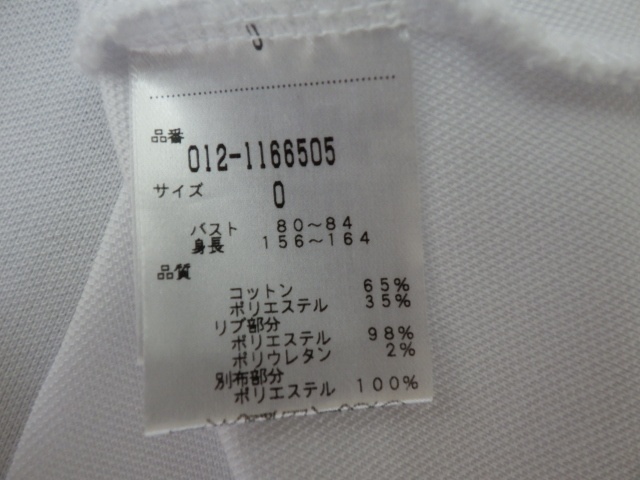 品番
012-1166505
サイズ
0
バスト 80〜84
身長 156〜164
品質
コットン 65%
ポリエステル 35%
リブ部分
ポリエステル 98%
ポリウレタン 2%
別布部分
ポリエステル 100%